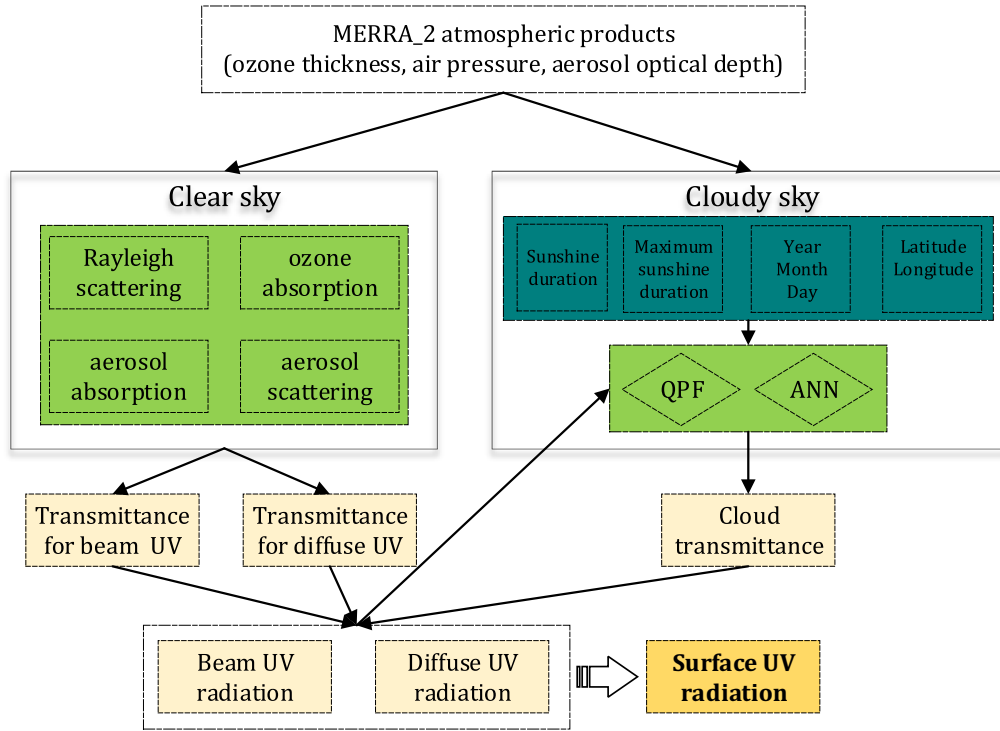 MERRA_2 atmospheric products
(ozone thickness, air pressure, aerosol optical depth)
Clear sky
Rayleigh
scattering
ozone
absorption
aerosol
absorption
aerosol
scattering
Cloudy sky
Sunshine
duration
Maximum
sunshine
duration
Year
Month
Day
Latitude
Longitude
QPF
ANN
Transmittance
for beam UV
Transmittance
for diffuse UV
Cloud
transmittance
Beam UV
radiation
Diffuse UV
radiation
Surface UV
radiation